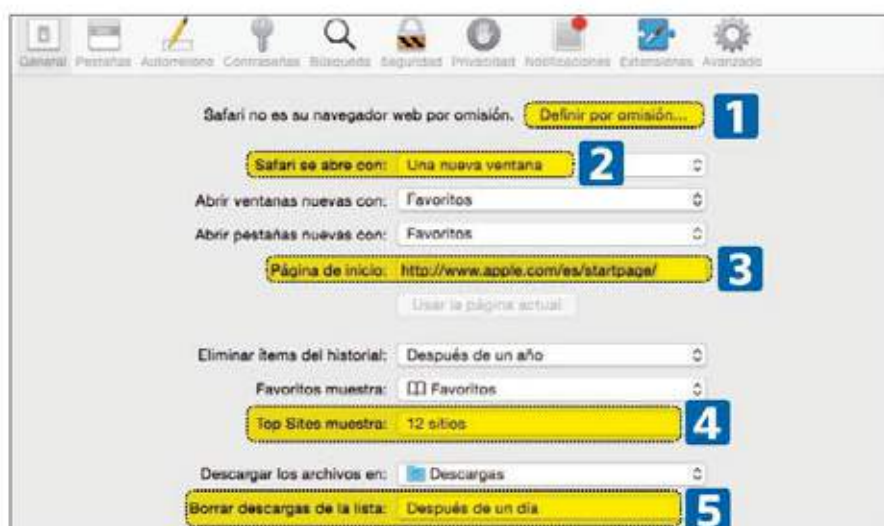 General Pestañas Autorrelleno Contraseñas Búsqueda Seguridad Privacidad Notificaciones Extensiones Avanzado
Safari no es su navegador web por omisión. Definir por omisión... 1
Safari se abre con: Una nueva ventana 2
Abrir ventanas nuevas con: Favoritos
Abrir pestañas nuevas con: Favoritos
Página de inicio: http://www.apple.com/es/startpage/ 3
Usar la página actual
Eliminar ítems del historial: Después de un año
Favoritos muestra: Favoritos
Top Sites muestra: 12 sitios 4
Descargar los archivos en: Descargas
Borrar descargas de la lista: Después de un día 5